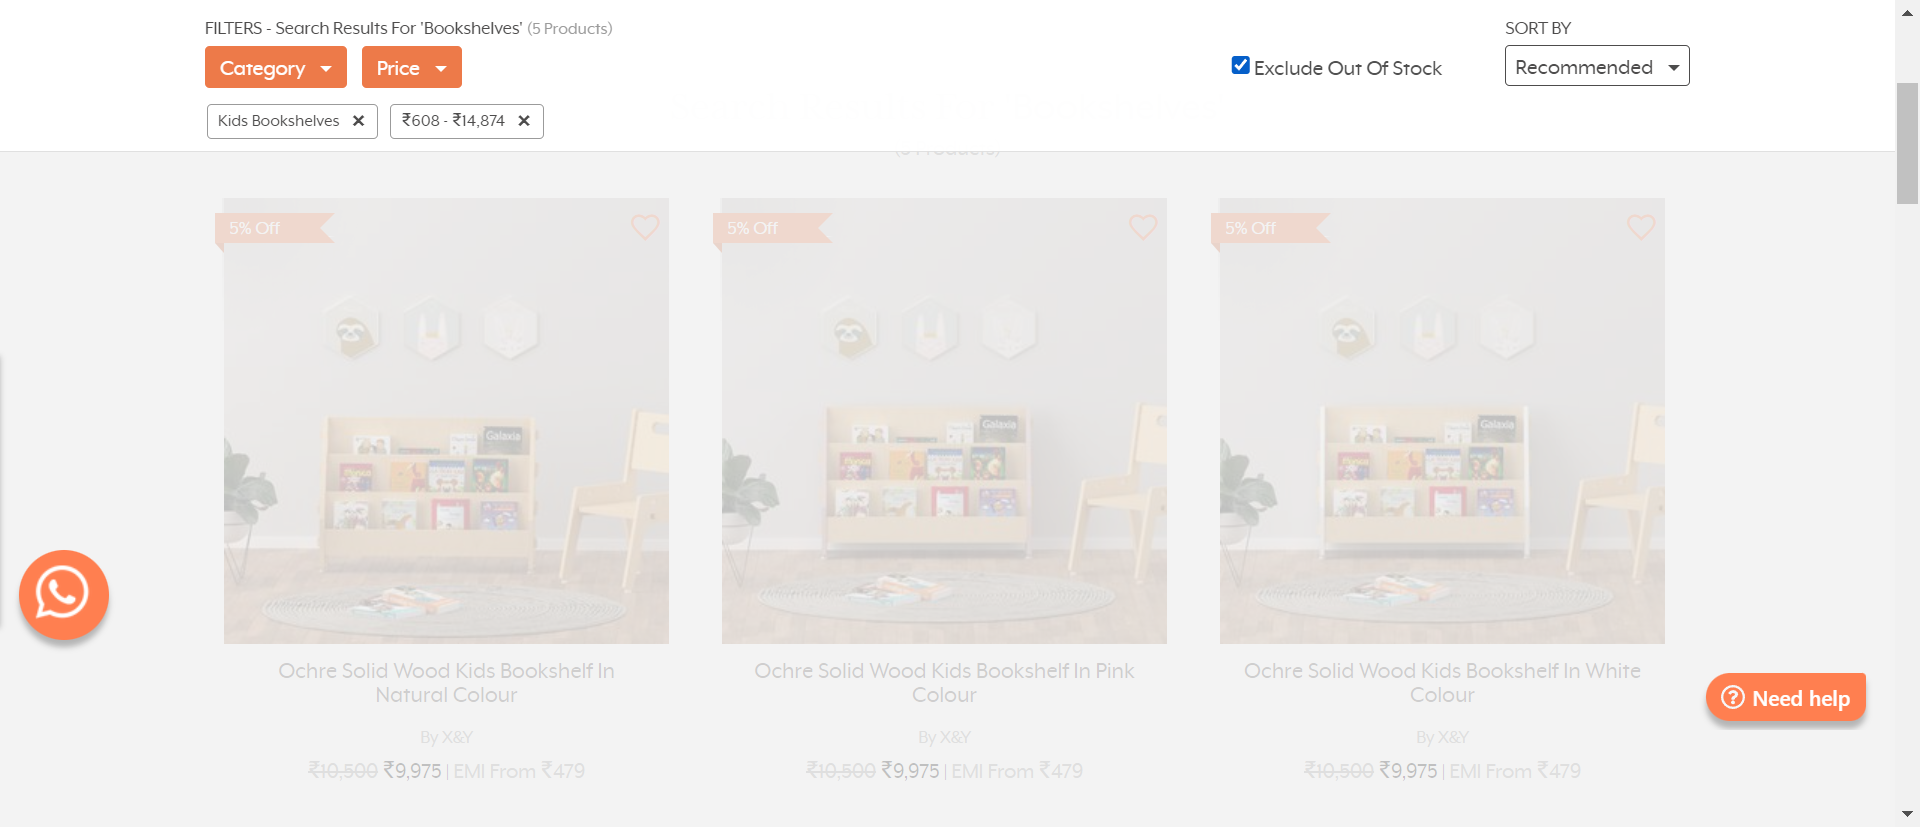 FILTERS - Search Results For 'Bookshelves' (5 Products)
SORT BY
Category
Price
Exclude Out Of Stock
Recommended
Kids Bookshelves ×
₹608 - ₹14,874 ×
(5 Products)
5% Off
5% Off
5% Off
Galaxia
Galaxia
Galaxia
Ochre Solid Wood Kids Bookshelf In
Natural Colour
By X&Y
₹10,500 ₹9,975 | EMI From ₹479
Ochre Solid Wood Kids Bookshelf In Pink
Colour
By X&Y
₹10,500 ₹9,975 | EMI From ₹479
Ochre Solid Wood Kids Bookshelf In White
Colour
By X&Y
₹10,500 ₹9,975 | EMI From ₹479
Need help